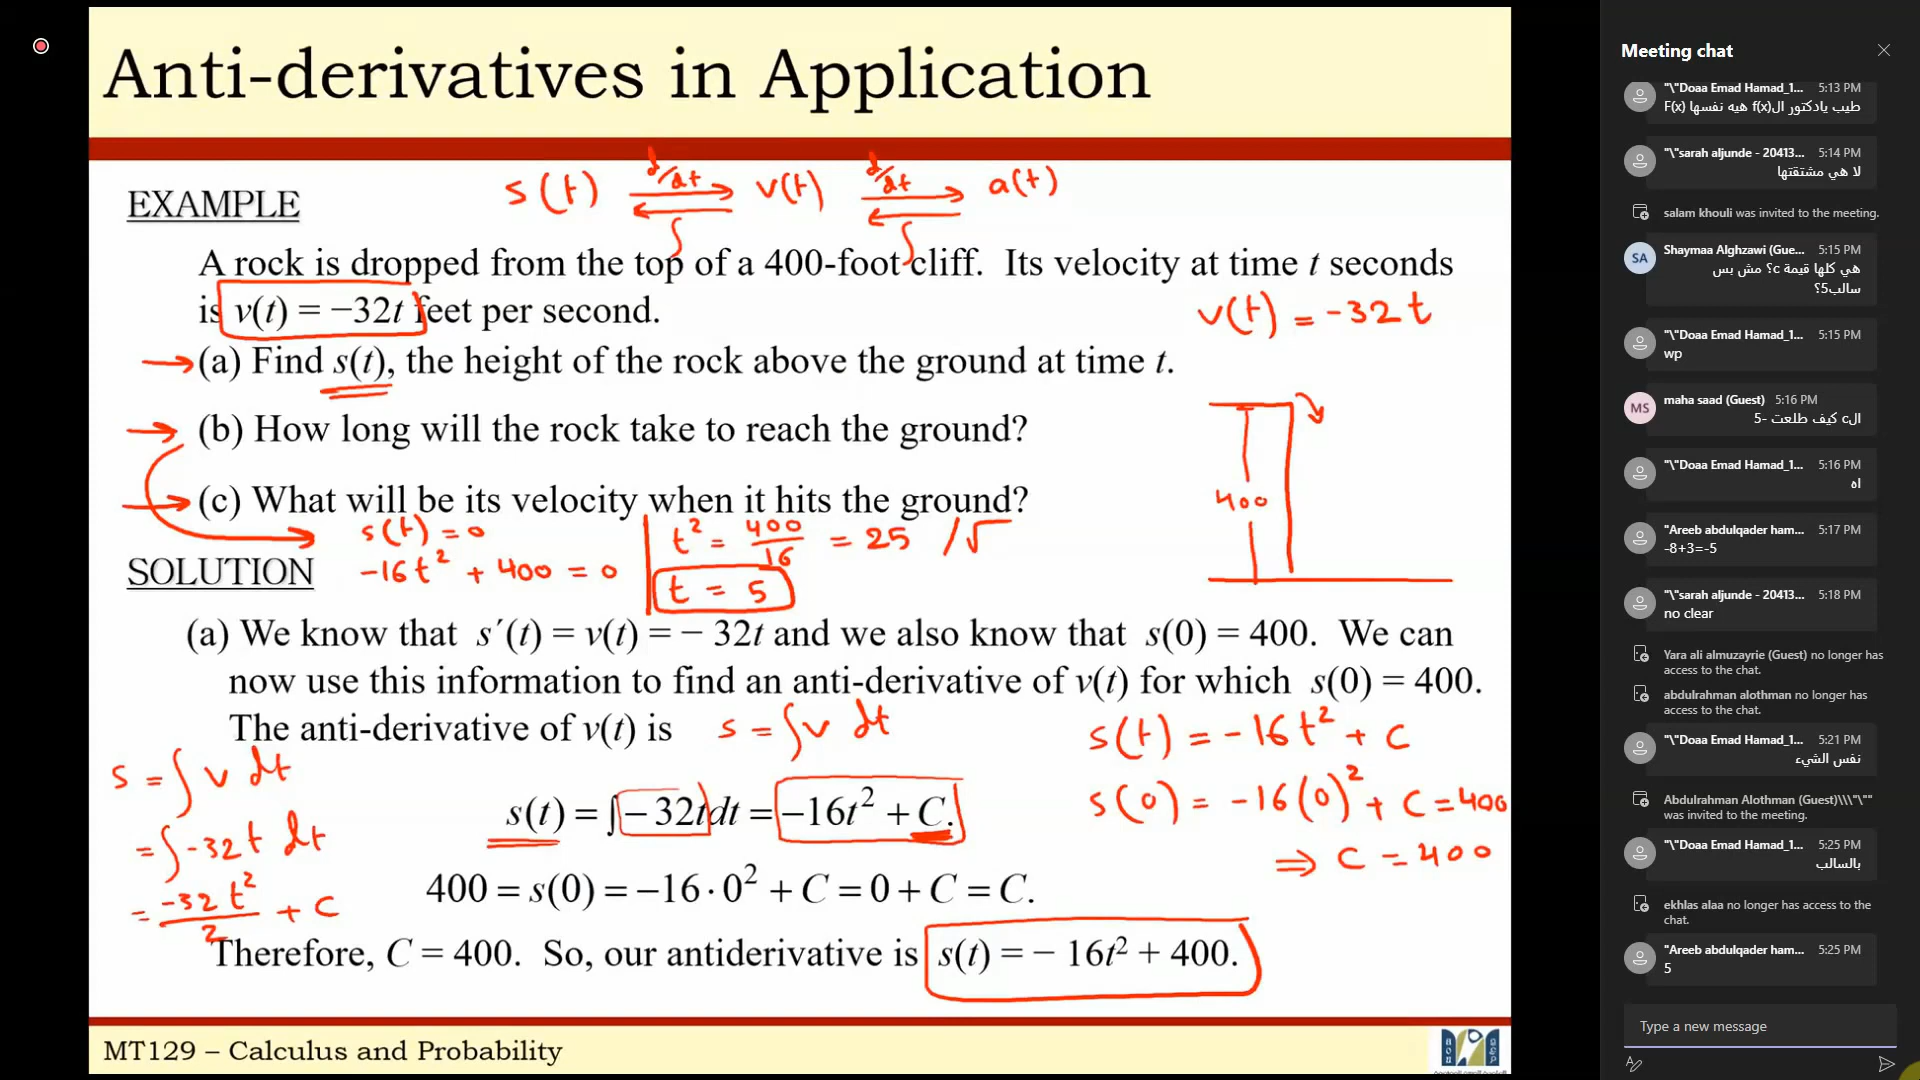 Anti-derivatives in Application
EXAMPLE
s(t) d/dt ∫ v(t) d/dt ∫ a(t)
A rock is dropped from the top of a 400-foot cliff. Its velocity at time t seconds
is v(t) = −32t feet per second.
v(t) = -32t
(a) Find s(t), the height of the rock above the ground at time t.
(b) How long will the rock take to reach the ground?
(c) What will be its velocity when it hits the ground?
400
s(t) = 0
-16t² + 400 = 0
t² = 400/16 = 25 /√
t = 5
SOLUTION
(a) We know that s´(t) = v(t) = − 32t and we also know that s(0) = 400. We can
now use this information to find an anti-derivative of v(t) for which s(0) = 400.
The anti-derivative of v(t) is
s = ∫v dt
s = ∫ v dt
= ∫ -32t dt
= -32t²/2 + C
s(t) = ∫− 32tdt = −16t² + C.
s(t) = -16t² + C
s(0) = -16(0)² + C = 400
⇒ C = 400
400 = s(0) = −16 · 0² + C = 0 + C = C.
Therefore, C = 400. So, our antiderivative is s(t) = − 16t² + 400.
MT129 – Calculus and Probability
Meeting chat
"\"Doaa Emad Hamad_1... 5:13 PM
طيب يادكتور الf(x) هيه نفسها F(x)
"\"sarah aljunde - 20413... 5:14 PM
لا هي مشتقتها
salam khouli was invited to the meeting.
SA
Shaymaa Alghzawi (Gue... 5:15 PM
هي كلها قيمة c؟ مش بس
سالب5؟
"\"Doaa Emad Hamad_1... 5:15 PM
wp
MS
maha saad (Guest) 5:16 PM
الc كيف طلعت -5
"\"Doaa Emad Hamad_1... 5:16 PM
اه
"Areeb abdulqader ham... 5:17 PM
-8+3=-5
"\"sarah aljunde - 20413... 5:18 PM
no clear
Yara ali almuzayrie (Guest) no longer has
access to the chat.
abdulrahman alothman no longer has
access to the chat.
"\"Doaa Emad Hamad_1... 5:21 PM
نفس الشيء
Abdulrahman Alothman (Guest)\\\"\""
was invited to the meeting.
"\"Doaa Emad Hamad_1... 5:25 PM
بالسالب
ekhlas alaa no longer has access to the
chat.
"Areeb abdulqader ham... 5:25 PM
5
Type a new message